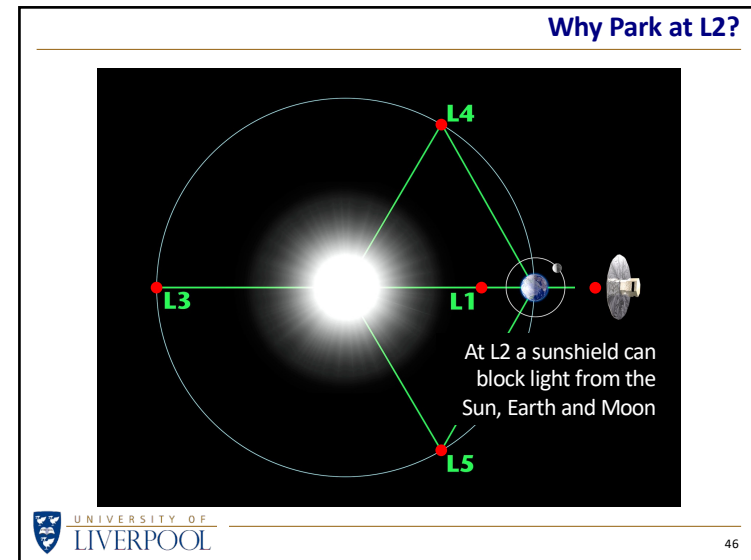 Why Park at L2?
L4
L3
L1
At L2 a sunshield can
block light from the
Sun, Earth and Moon
L5
UNIVERSITY OF
LIVERPOOL
46